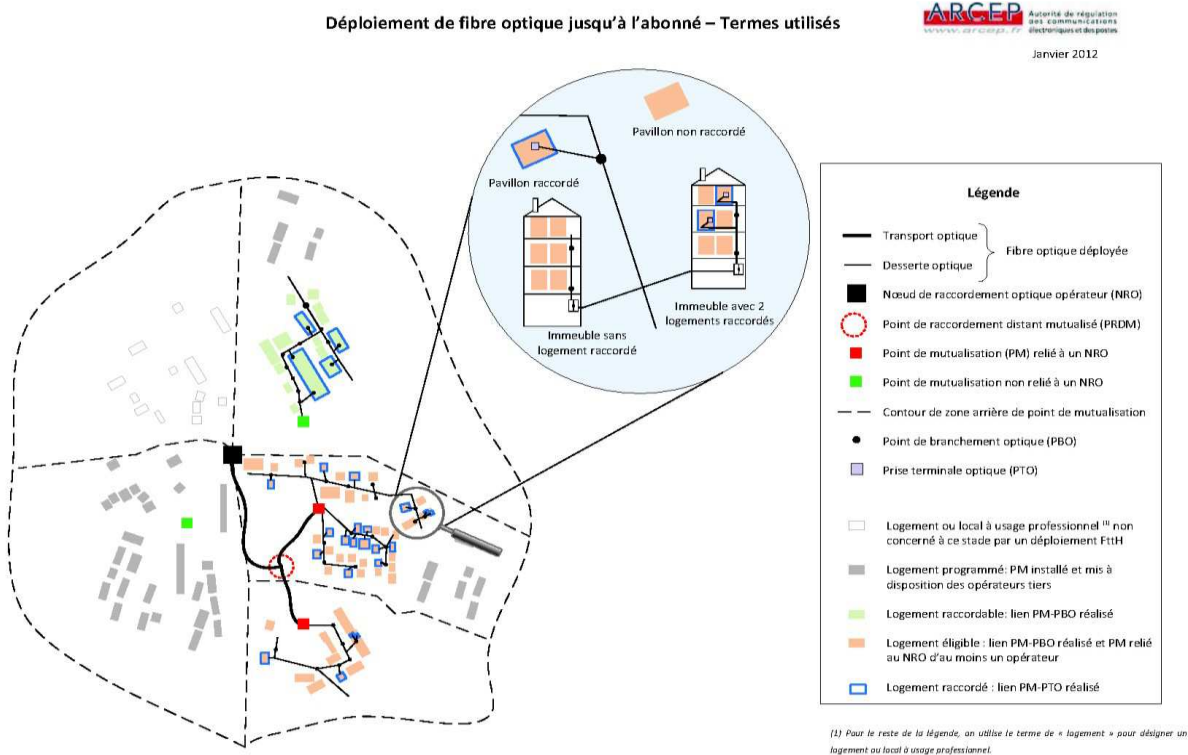 Déploiement de fibre optique jusqu'à l'abonné – Termes utilisés
ARCEP
www.arcep.fr
Autorité de régulation
des communications
électroniques et des postes
Janvier 2012
Pavillon non raccordé
Pavillon raccordé
Immeuble sans
logement raccordé
Immeuble avec 2
logements raccordés
Légende
Transport optique
Desserte optique
Fibre optique déployée
Nœud de raccordement optique opérateur (NRO)
Point de raccordement distant mutualisé (PRDM)
Point de mutualisation (PM) relié à un NRO
Point de mutualisation non relié à un NRO
Contour de zone arrière de point de mutualisation
Point de branchement optique (PBO)
Prise terminale optique (PTO)
Logement ou local à usage professionnel (1) non
concerné à ce stade par un déploiement FttH
Logement programmé: PM installé et mis à
disposition des opérateurs tiers
Logement raccordable: lien PM-PBO réalisé
Logement éligible : lien PM-PBO réalisé et PM relié
au NRO d'au moins un opérateur
Logement raccordé : lien PM-PTO réalisé
(1) Pour le reste de la légende, on utilise le terme de « logement » pour désigner un
logement ou local à usage professionnel.